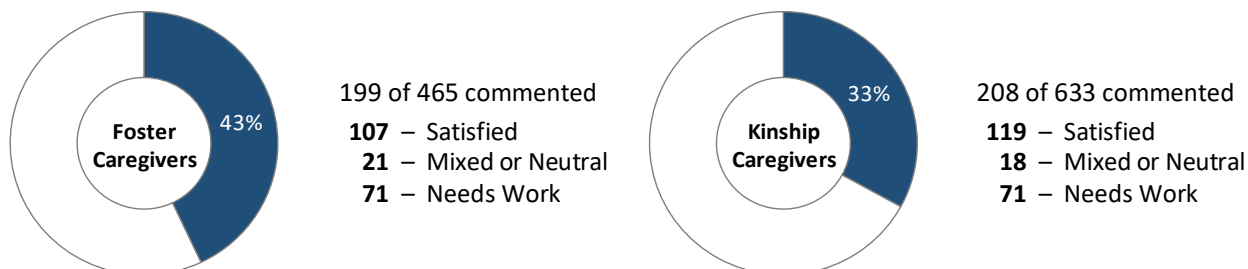 Foster
Caregivers
43%
199 of 465 commented
107 – Satisfied
21 – Mixed or Neutral
71 – Needs Work
Kinship
Caregivers
33%
208 of 633 commented
119 – Satisfied
18 – Mixed or Neutral
71 – Needs Work